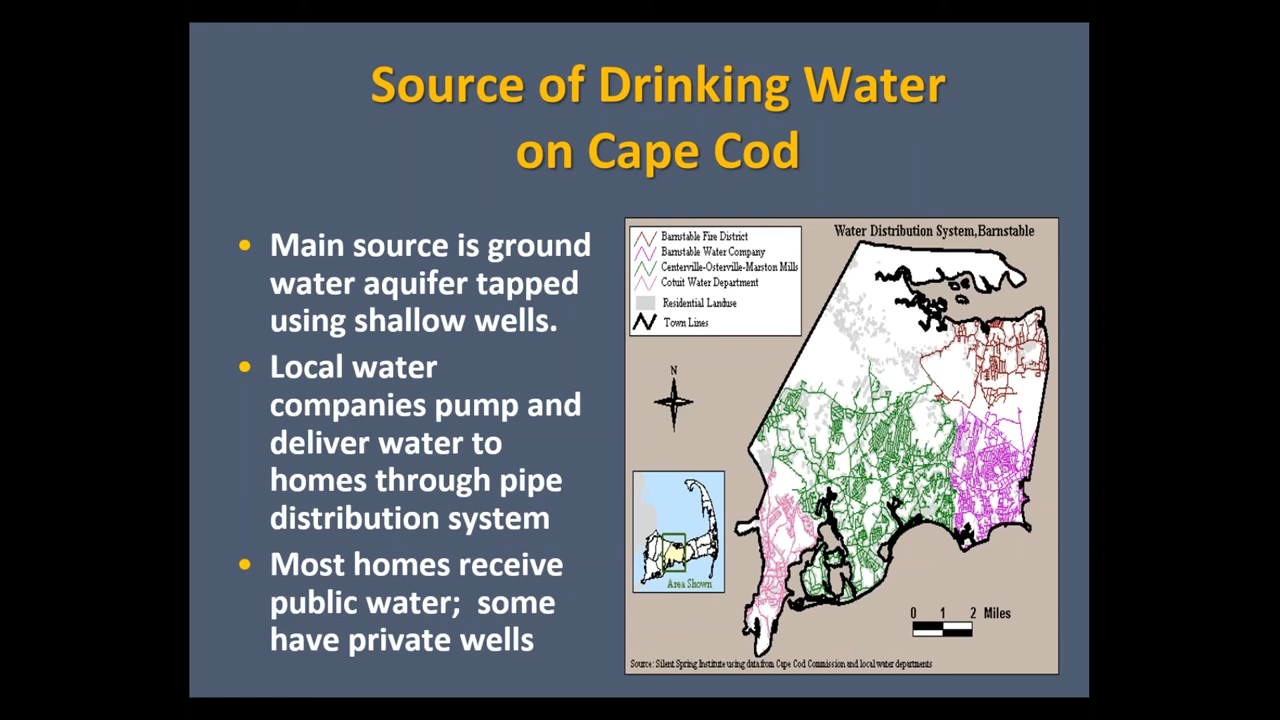 Source of Drinking Water
on Cape Cod
• Main source is ground
water aquifer tapped
using shallow wells.
• Local water
companies pump and
deliver water to
homes through pipe
distribution system
• Most homes receive
public water; some
have private wells
Water Distribution System, Barnstable
Barnstable Fire District
Barnstable Water Company
Centerville-Osterville-Marston Mills
Cotuit Water Department
Residential Landuse
Town Lines
N
Area Shown
0 1 2 Miles
Source: Silent Spring Institute using data from Cape Cod Commission and local water departments